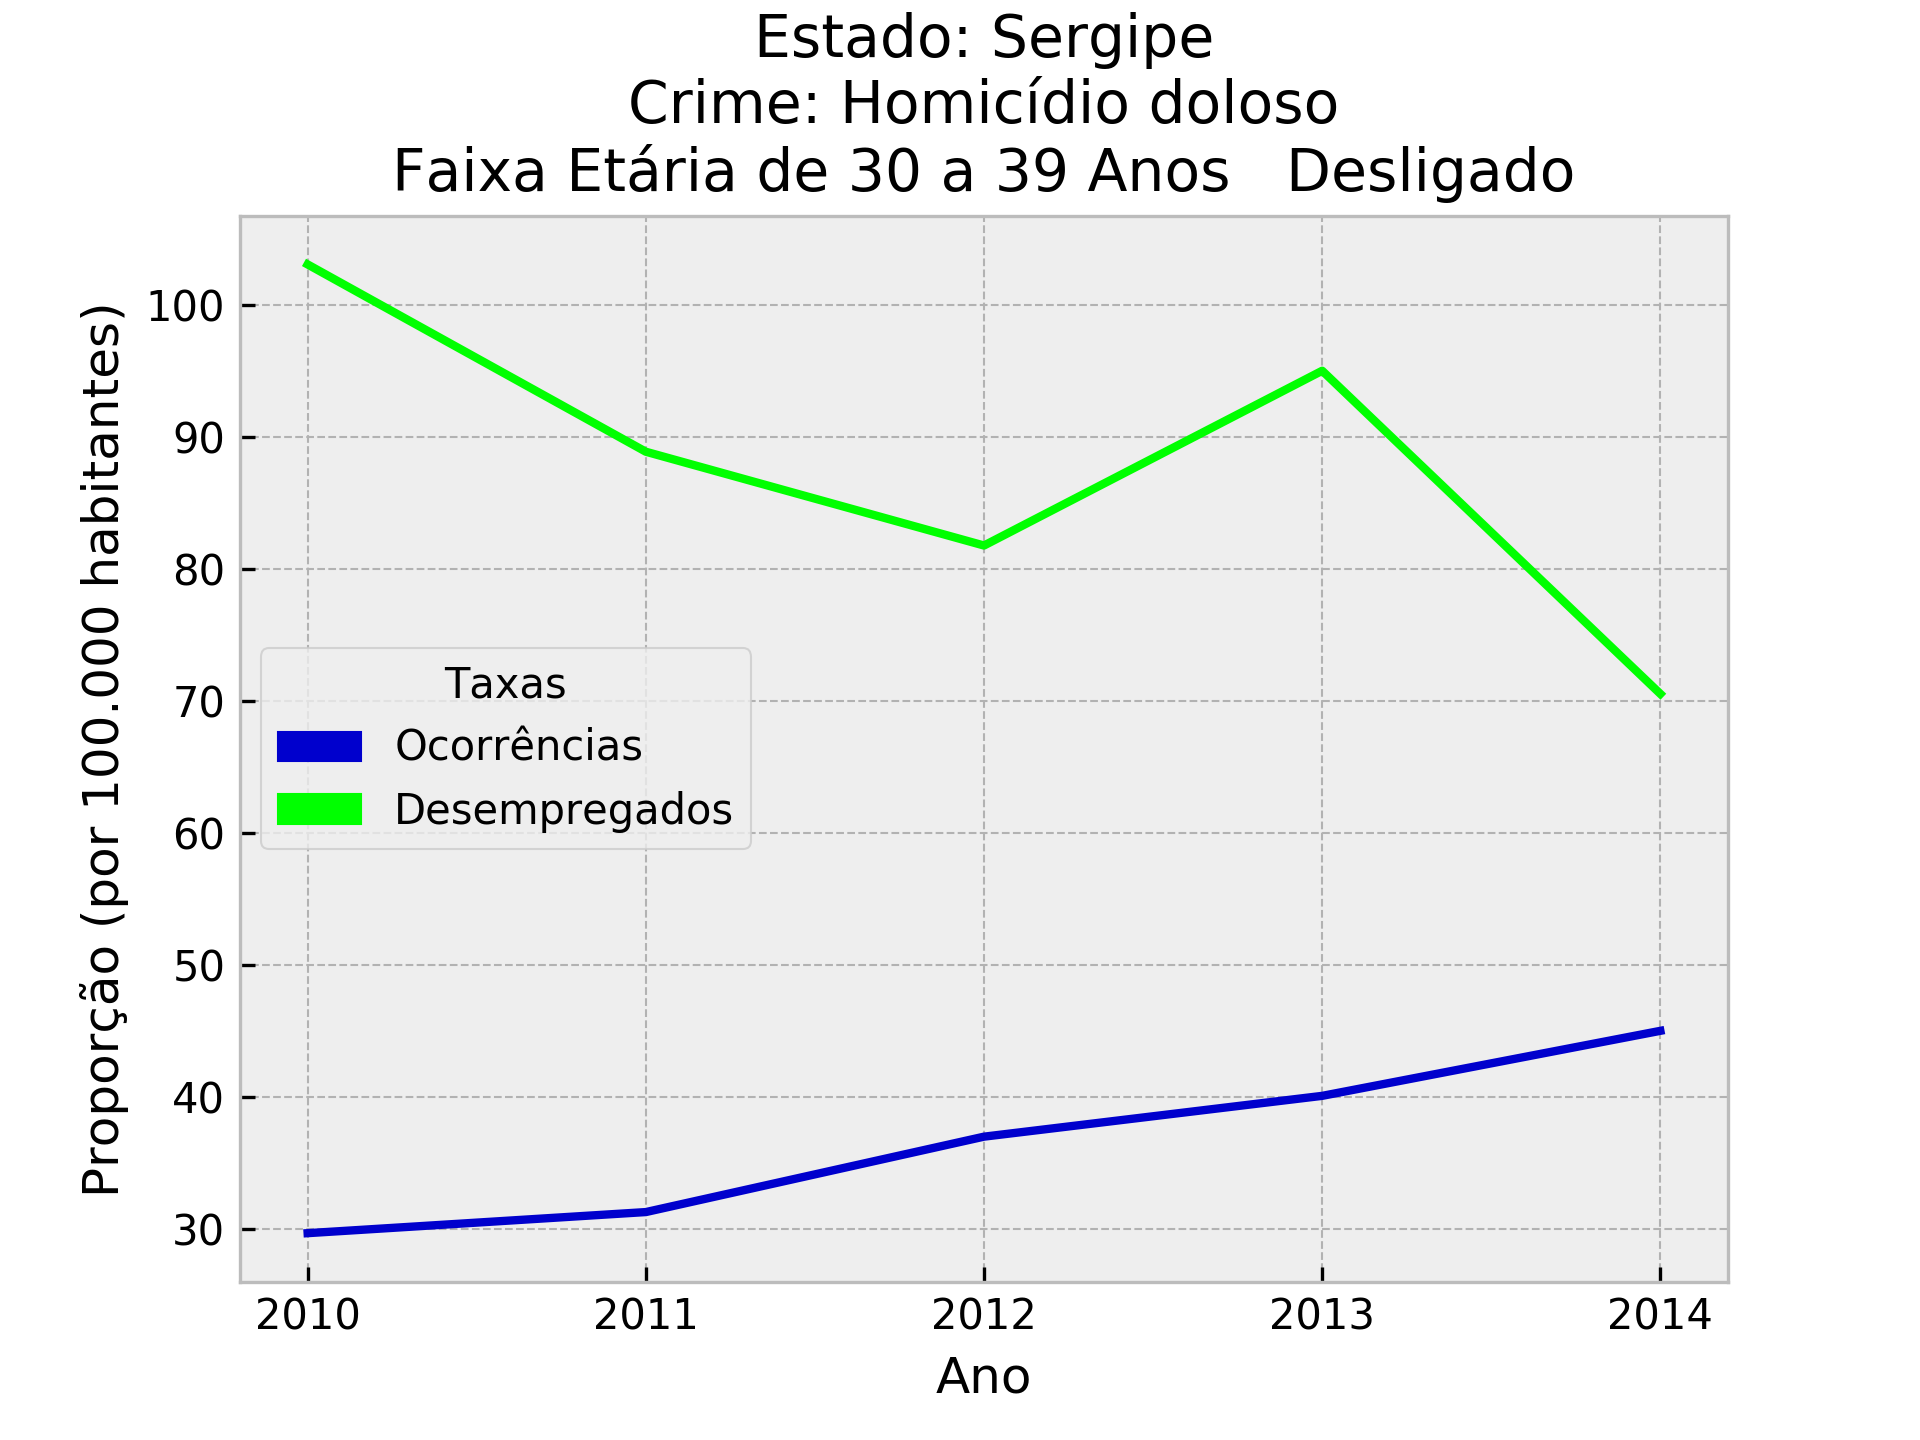 Estado: Sergipe
Crime: Homicídio doloso
Faixa Etária de 30 a 39 Anos   Desligado
Proporção (por 100.000 habitantes)
100
90
80
70
60
50
40
30
Taxas
Ocorrências
Desempregados
2010 2011 2012 2013 2014
Ano